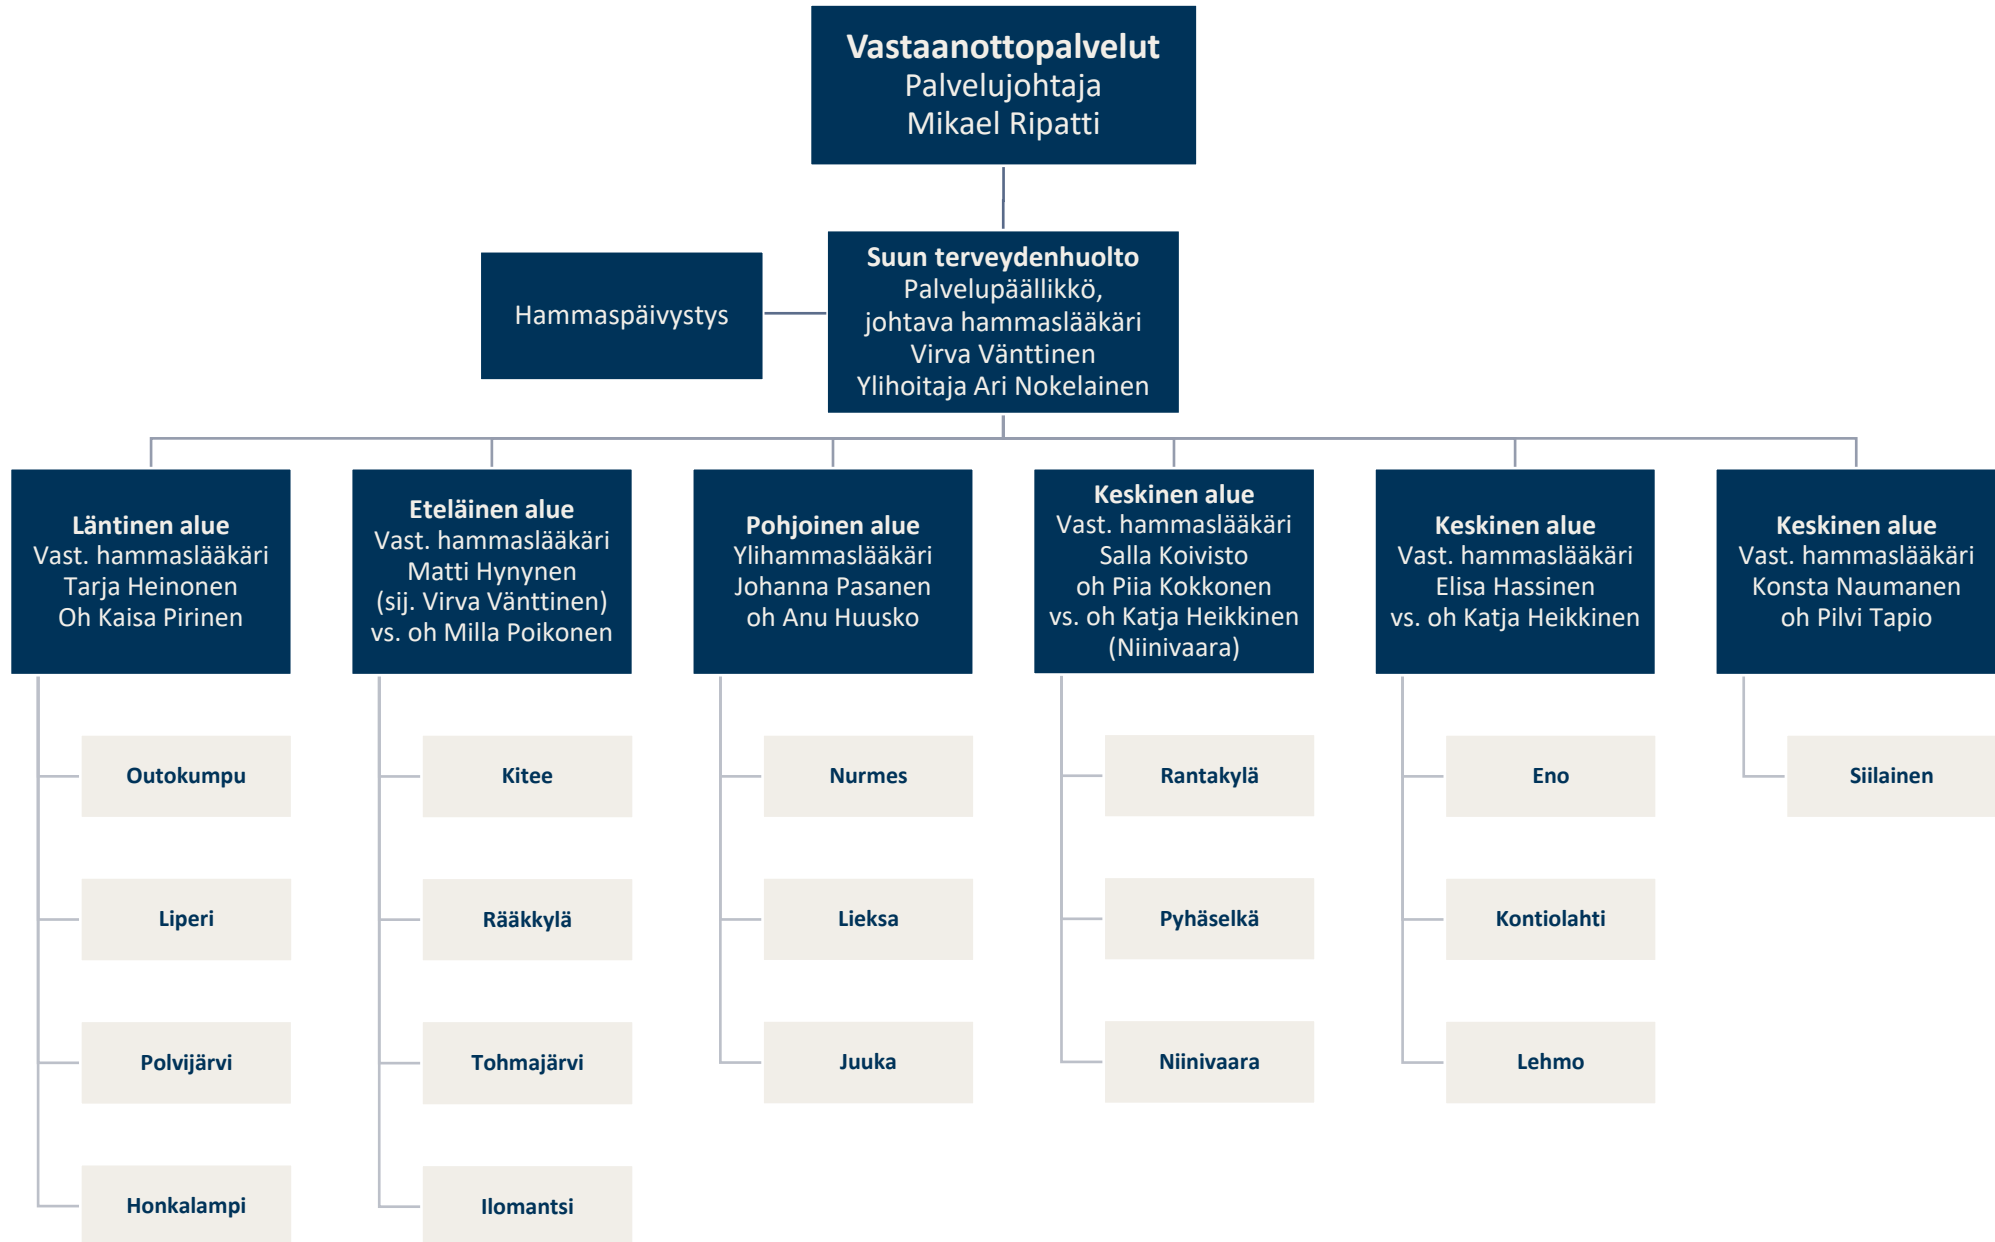 Vastaanottopalvelut
Palvelujohtaja
Mikael Ripatti
Hammaspäivystys
Suun terveydenhuolto
Palvelupäällikkö,
johtava hammaslääkäri
Virva Vänttinen
Ylihoitaja Ari Nokelainen
Läntinen alue
Vast. hammaslääkäri
Tarja Heinonen
Oh Kaisa Pirinen
Outokumpu
Liperi
Polvijärvi
Honkalampi
Eteläinen alue
Vast. hammaslääkäri
Matti Hynynen
(sij. Virva Vänttinen)
vs. oh Milla Poikonen
Kitee
Rääkkylä
Tohmajärvi
Ilomantsi
Pohjoinen alue
Ylihammaslääkäri
Johanna Pasanen
oh Anu Huusko
Nurmes
Lieksa
Juuka
Keskinen alue
Vast. hammaslääkäri
Salla Koivisto
oh Piia Kokkonen
vs. oh Katja Heikkinen
(Niinivaara)
Rantakylä
Pyhäselkä
Niinivaara
Keskinen alue
Vast. hammaslääkäri
Elisa Hassinen
vs. oh Katja Heikkinen
Eno
Kontiolahti
Lehmo
Keskinen alue
Vast. hammaslääkäri
Konsta Naumanen
oh Pilvi Tapio
Siilainen